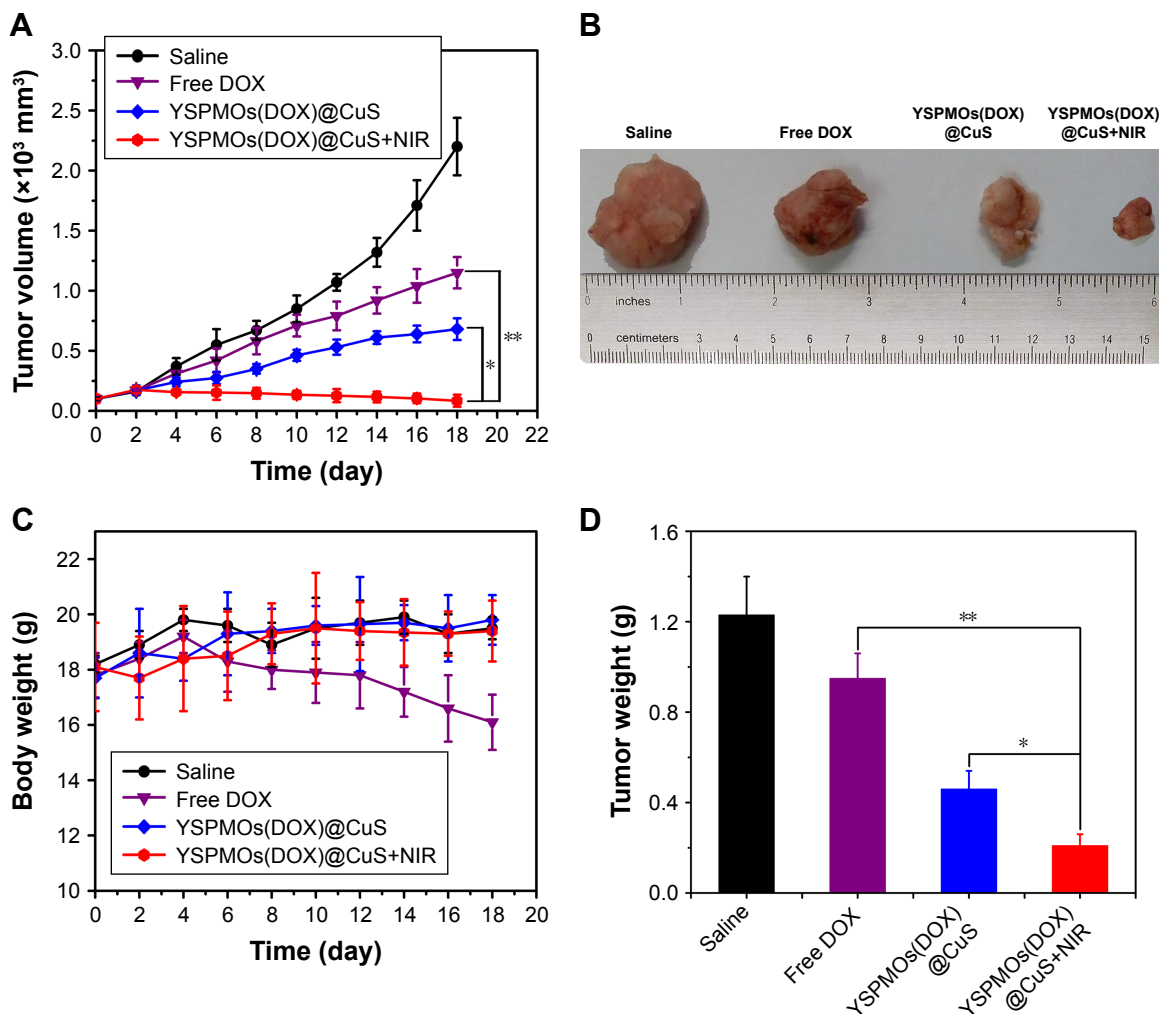 A
Tumor volume (×10³ mm³)
3.0
2.5
2.0
1.5
1.0
0.5
0.0
Saline
Free DOX
YSPMOs(DOX)@CuS
YSPMOs(DOX)@CuS+NIR
**
*
0 2 4 6 8 10 12 14 16 18 20 22
Time (day)
B
Saline
Free DOX
YSPMOs(DOX)
@CuS
YSPMOs(DOX)
@CuS+NIR
0 inches 1 2 3 4 5 6
0 centimeters 3 4 5 6 7 8 9 10 11 12 13 14 15
C
Body weight (g)
22
20
18
16
14
12
10
Saline
Free DOX
YSPMOs(DOX)@CuS
YSPMOs(DOX)@CuS+NIR
0 2 4 6 8 10 12 14 16 18 20
Time (day)
D
Tumor weight (g)
1.6
1.2
0.8
0.4
0.0
**
*
Saline
Free DOX
YSPMOs(DOX)
@CuS
YSPMOs(DOX)
@CuS+NIR